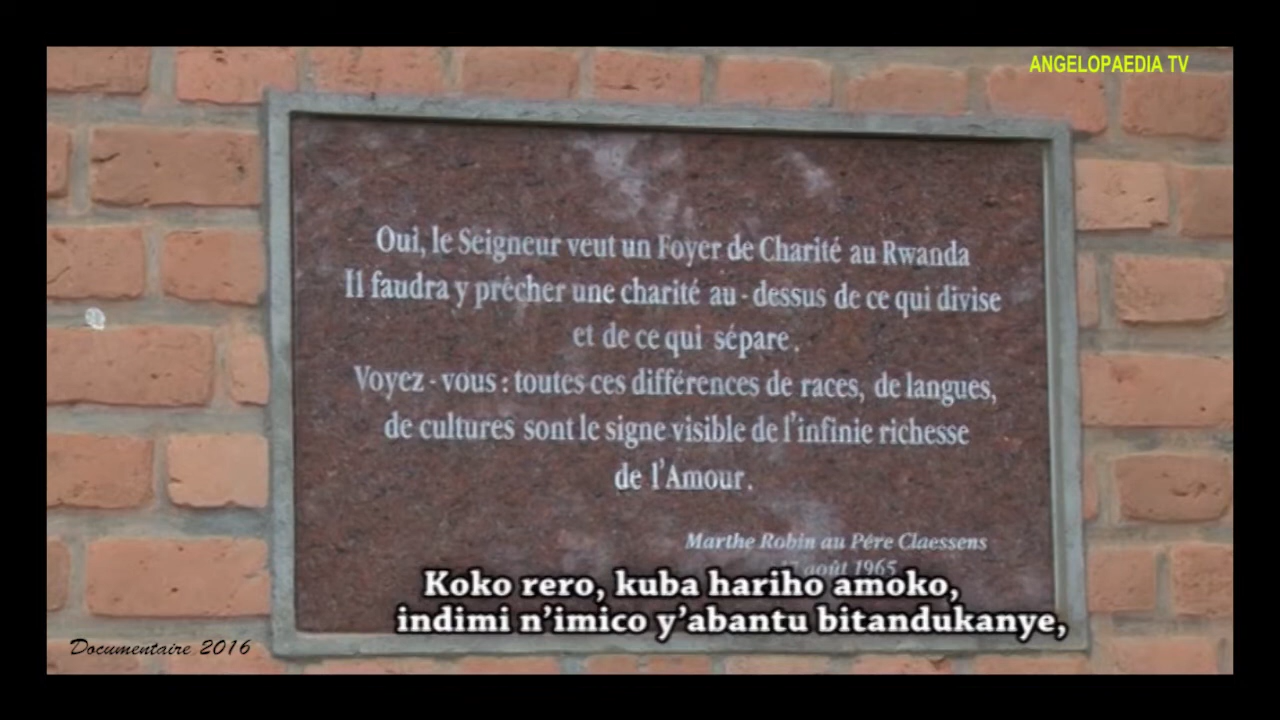 ANGELOPAEDIA TV
Oui, le Seigneur veut un Foyer de Charité au Rwanda
Il faudra y prêcher une charité au - dessus de ce qui divise
et de ce qui sépare.
Voyez - vous : toutes ces différences de races, de langues,
de cultures sont le signe visible de l'infinie richesse
de l'Amour.
Marthe Robin au Père Claessens
août 1965
Koko rero, kuba hariho amoko,
indimi n'imico y'abantu bitandukanye,
Documentaire 2016